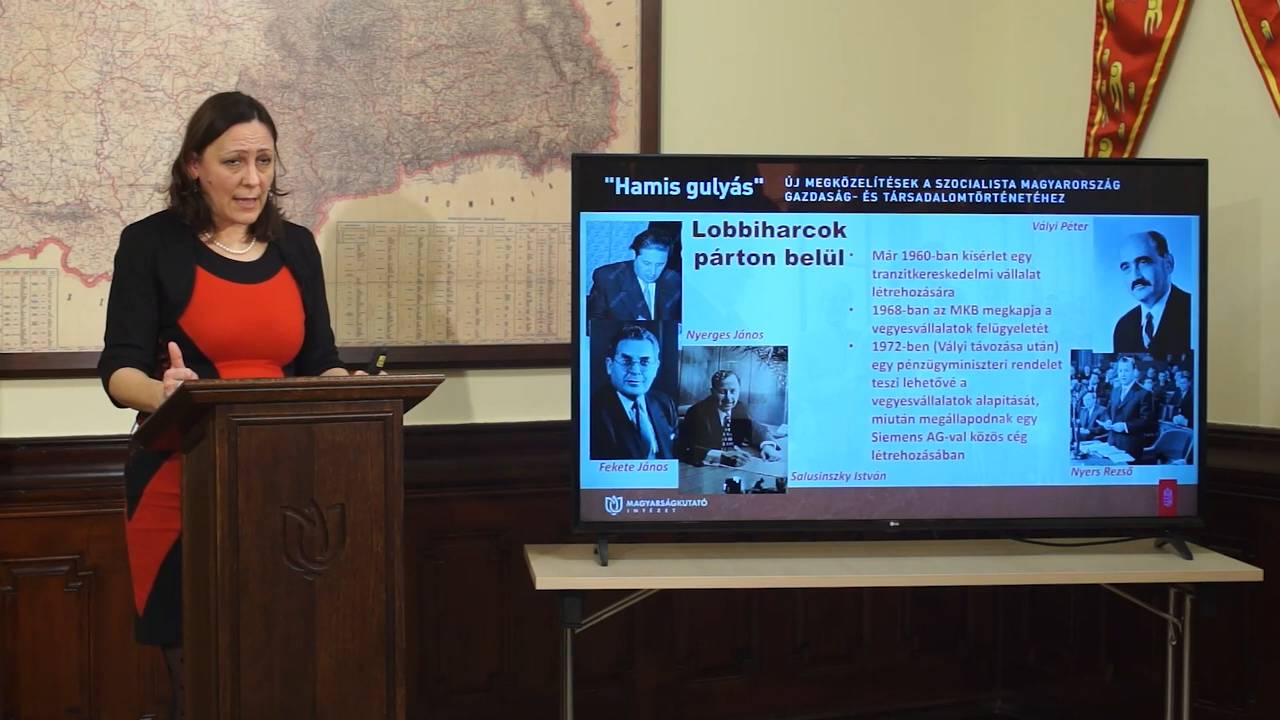 "Hamis gulyás"
ÚJ MEGKÖZELÍTÉSEK A SZOCIALISTA MAGYARORSZÁG
GAZDASÁG- ÉS TÁRSADALOMTÖRTÉNETÉHEZ
Lobbiharcok
párton belül
Nyerges János
Fekete János
Salusinszky István
• Már 1960-ban kísérlet egy
tranzitkereskedelmi vállalat
létrehozására
• 1968-ban az MKB megkapja a
vegyesvállalatok felügyeletét
• 1972-ben (Vályi távozása után)
egy pénzügyminiszteri rendelet
teszi lehetővé a
vegyesvállalatok alapítását,
miután megállapodnak egy
Siemens AG-val közös cég
létrehozásában
Vályi Péter
Nyers Rezső
MAGYARSÁGKUTATÓ
INTÉZET
LG